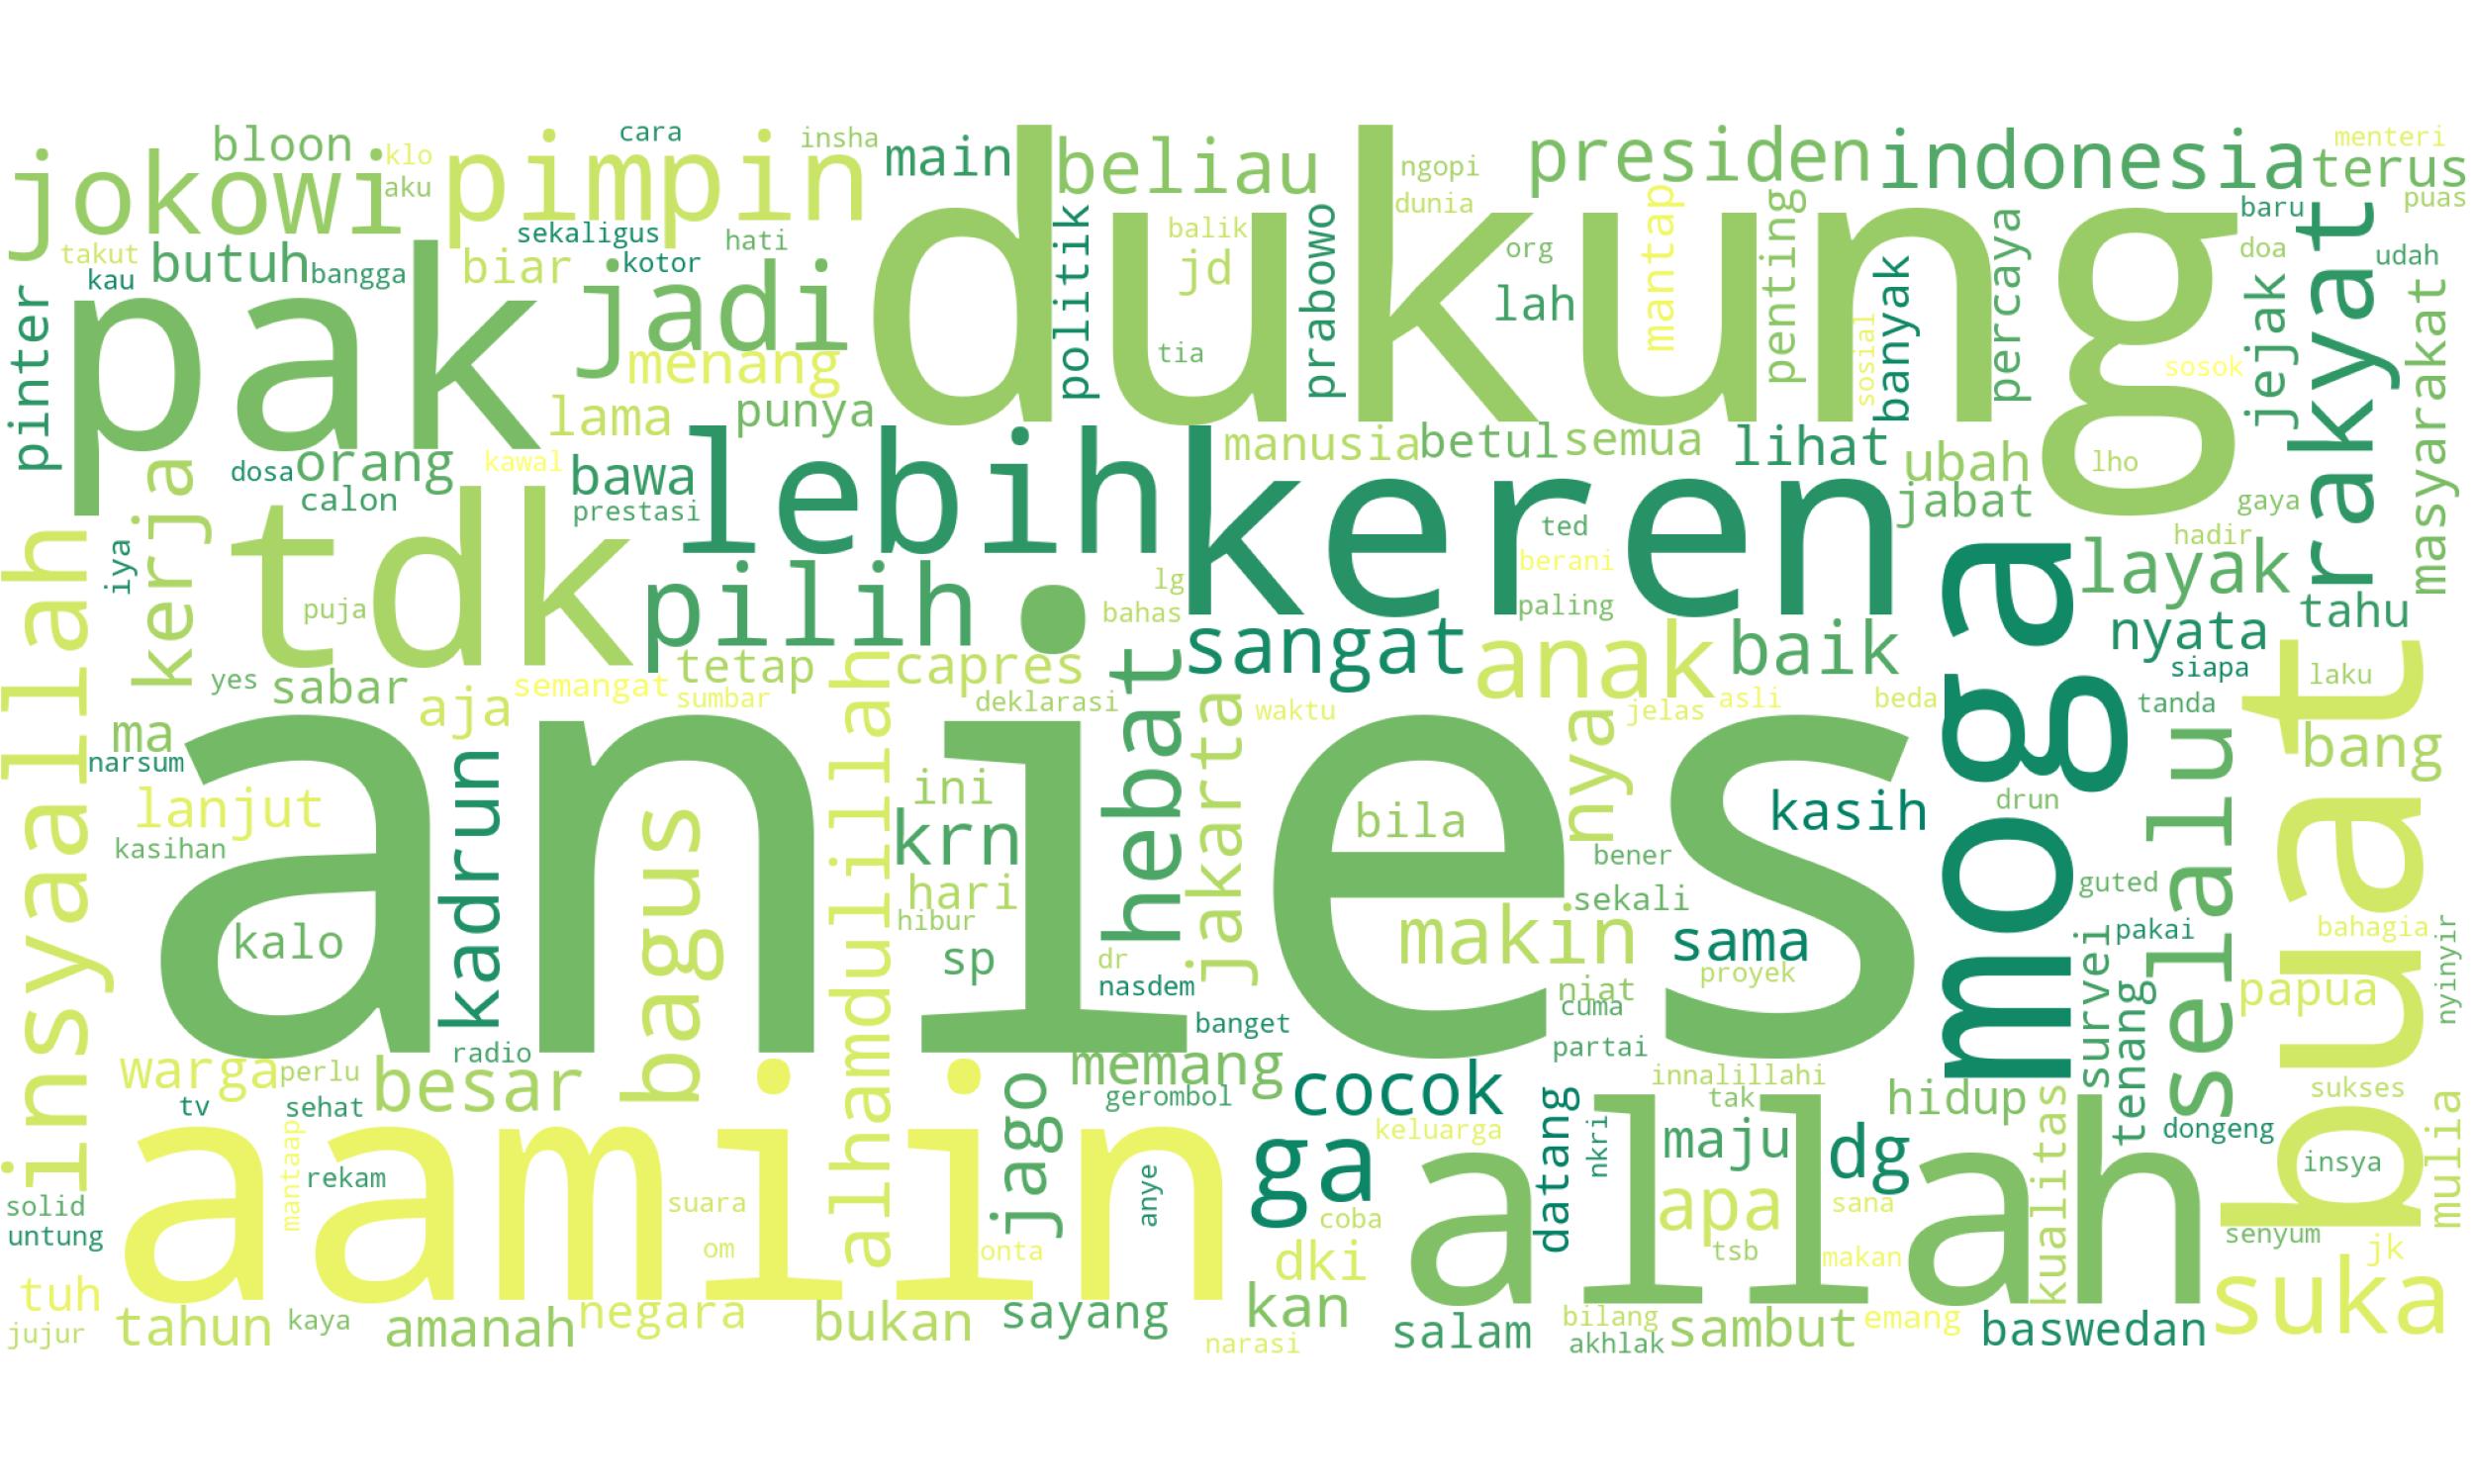 cara
insha
menteri
bloon
klo
pimpin
main
beliau
ngopi
presiden
indonesia
terus
jokowi
aku
dukung
dunia
mantap
penting
puas
baru
takut
kau
butuh
bangga
sekaligus
hati
biar
kotor
politik
balik
jd
prabowo
org
lah
sosial
banyak
percaya
doa
udah
jejak
rakyat
masyarakat
pinter
pak
jadi
menang
tia
sosok
lama
punya
manusia
betul
semua
lihat
ubah
lho
dosa
orang
kawal
bawa
lebih
keren
jabat
gaya
calon
prestasi
ted
hadir
kerja
tdk
berani
layak
insyaallah
iya
puja
pilih
lg
bahas
paling
moga
tahu
nyata
yes
sabar
tetap
capres
hebat
sangat
anak
baik
siapa
laku
semangat
sumbar
aja
deklarasi
waktu
jelas
asli
beda
tanda
buat
ma
narsum
anies
bang
lanjut
kasihan
kadrun
bagus
alhamdulillah
ini
krn
jakarta
bila
nya
kasih
drun
selalu
bener
kalo
hari
hibur
sekali
guted
sp
makin
sama
pakai
bahagia
dr
nasdem
proyek
niat
cuma
survei
tenang
papua
nyinyir
banget
radio
partai
warga
perlu
besar
memang
cocok
innalillahi
hidup
sukses
tv
sehat
gerombol
datang
tak
kualitas
mulia
mantaap
aamiin
jago
keluarga
nkri
maju
dg
dongeng
rekam
ga
allah
insya
solid
suara
anye
coba
apa
sana
untung
om
onta
tsb
makan
senyum
jk
tuh
dki
suka
jujur
tahun
kaya
amanah
negara
bukan
sayang
kan
narasi
salam
bilang
akhlak
sambut
emang
baswedan